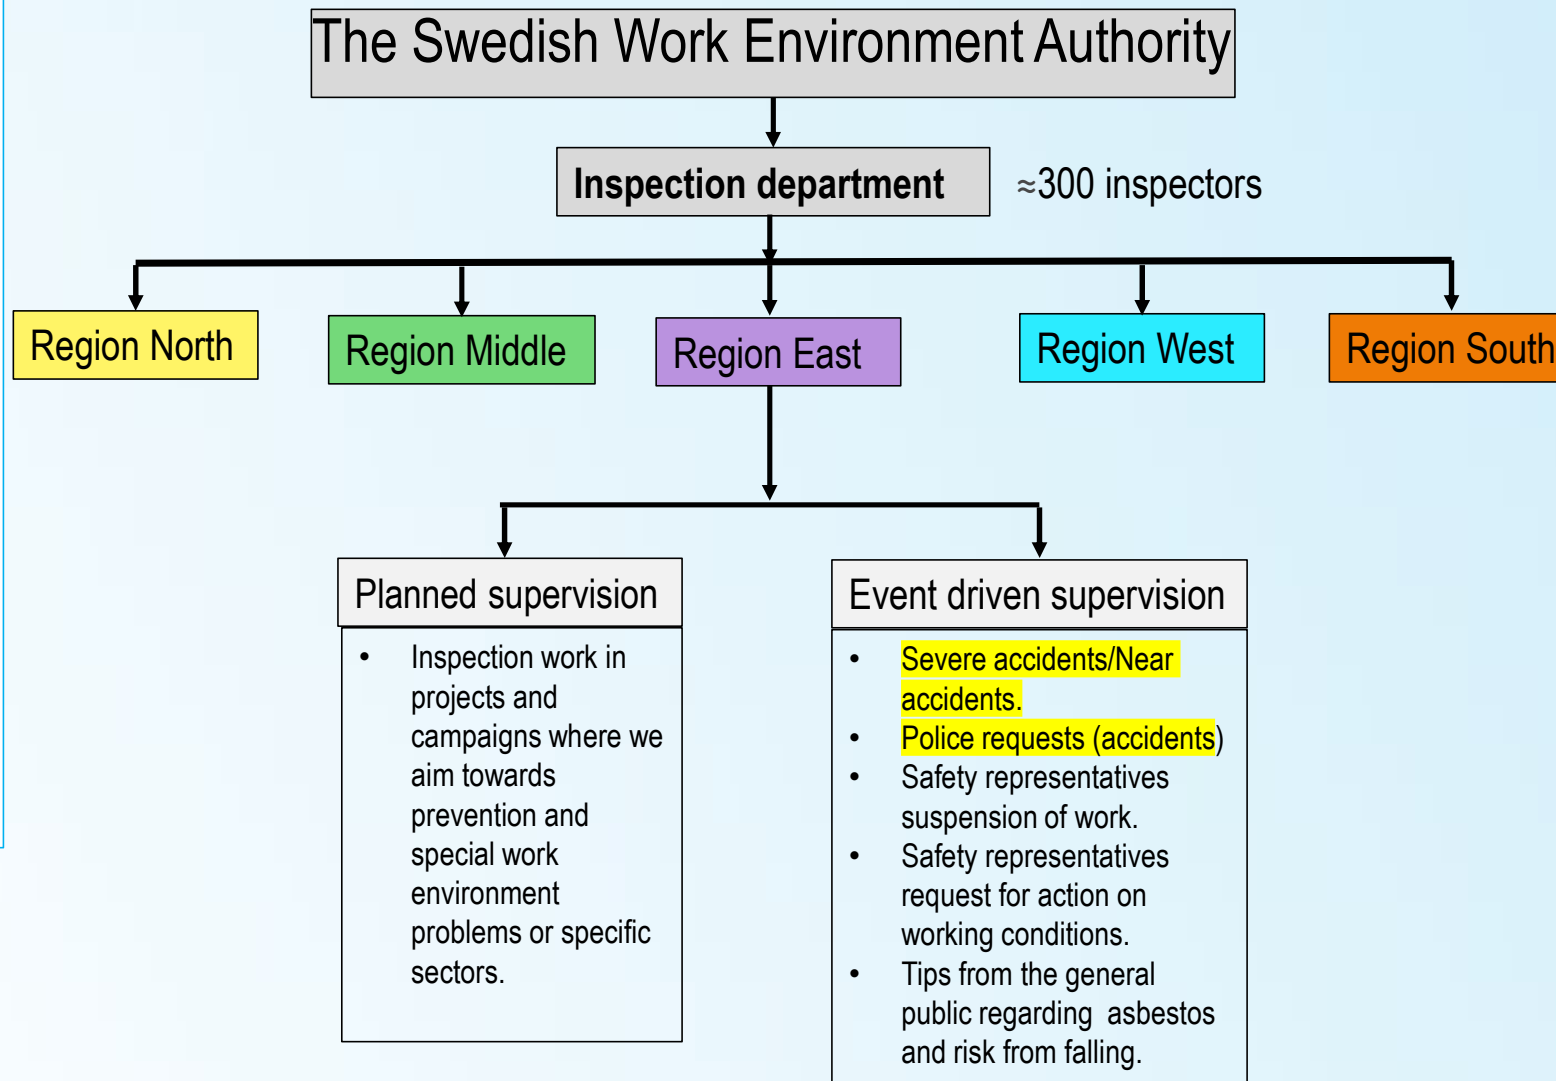 The Swedish Work Environment Authority
Inspection department
≈300 inspectors
Region North
Region Middle
Region East
Region West
Region South
Planned supervision
• Inspection work in
projects and
campaigns where we
aim towards
prevention and
special work
environment
problems or specific
sectors.
Event driven supervision
• Severe accidents/Near
accidents.
• Police requests (accidents)
• Safety representatives
suspension of work.
• Safety representatives
request for action on
working conditions.
• Tips from the general
public regarding asbestos
and risk from falling.